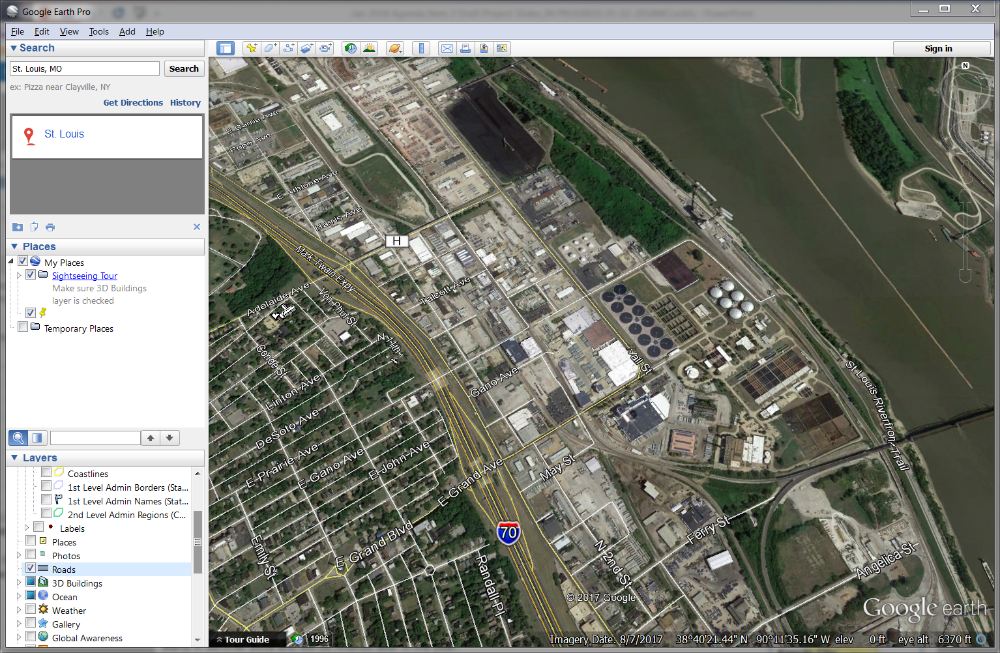 Google Earth Pro
File Edit View Tools Add Help
Search
St. Louis, MO
Search
ex: Pizza near Clayville, NY
Get Directions History
St. Louis
Places
My Places
Sightseeing Tour
Make sure 3D Buildings
layer is checked
Temporary Places
Layers
Coastlines
1st Level Admin Borders (Sta...
1st Level Admin Names (Stat...
2nd Level Admin Regions (C...
Labels
Places
Photos
Roads
3D Buildings
Ocean
Weather
Gallery
Global Awareness
Sign in
N
E Carrie Ave
Pope Ave
E Athlone Ave
Harris Ave
H
Mark Twain Expy
Adelaide Ave
Von Phul St
Talcott Ave
N 11th
Conde St
Linton Ave
Gano Ave
Hall St
St Louis Riverfront Trail
DeSoto Ave
E Prairie Ave
E Gano Ave
E John Ave
E Grand Ave
May St
70
Ferry St
E Grand Blvd
Emily St
Randall Pl
N 2nd St
Angelica St
© 2017 Google
Google earth
Tour Guide
1996
Imagery Date: 8/7/2017 38°40'21.44" N 90°11'35.16" W elev 0 ft eye alt 6370 ft